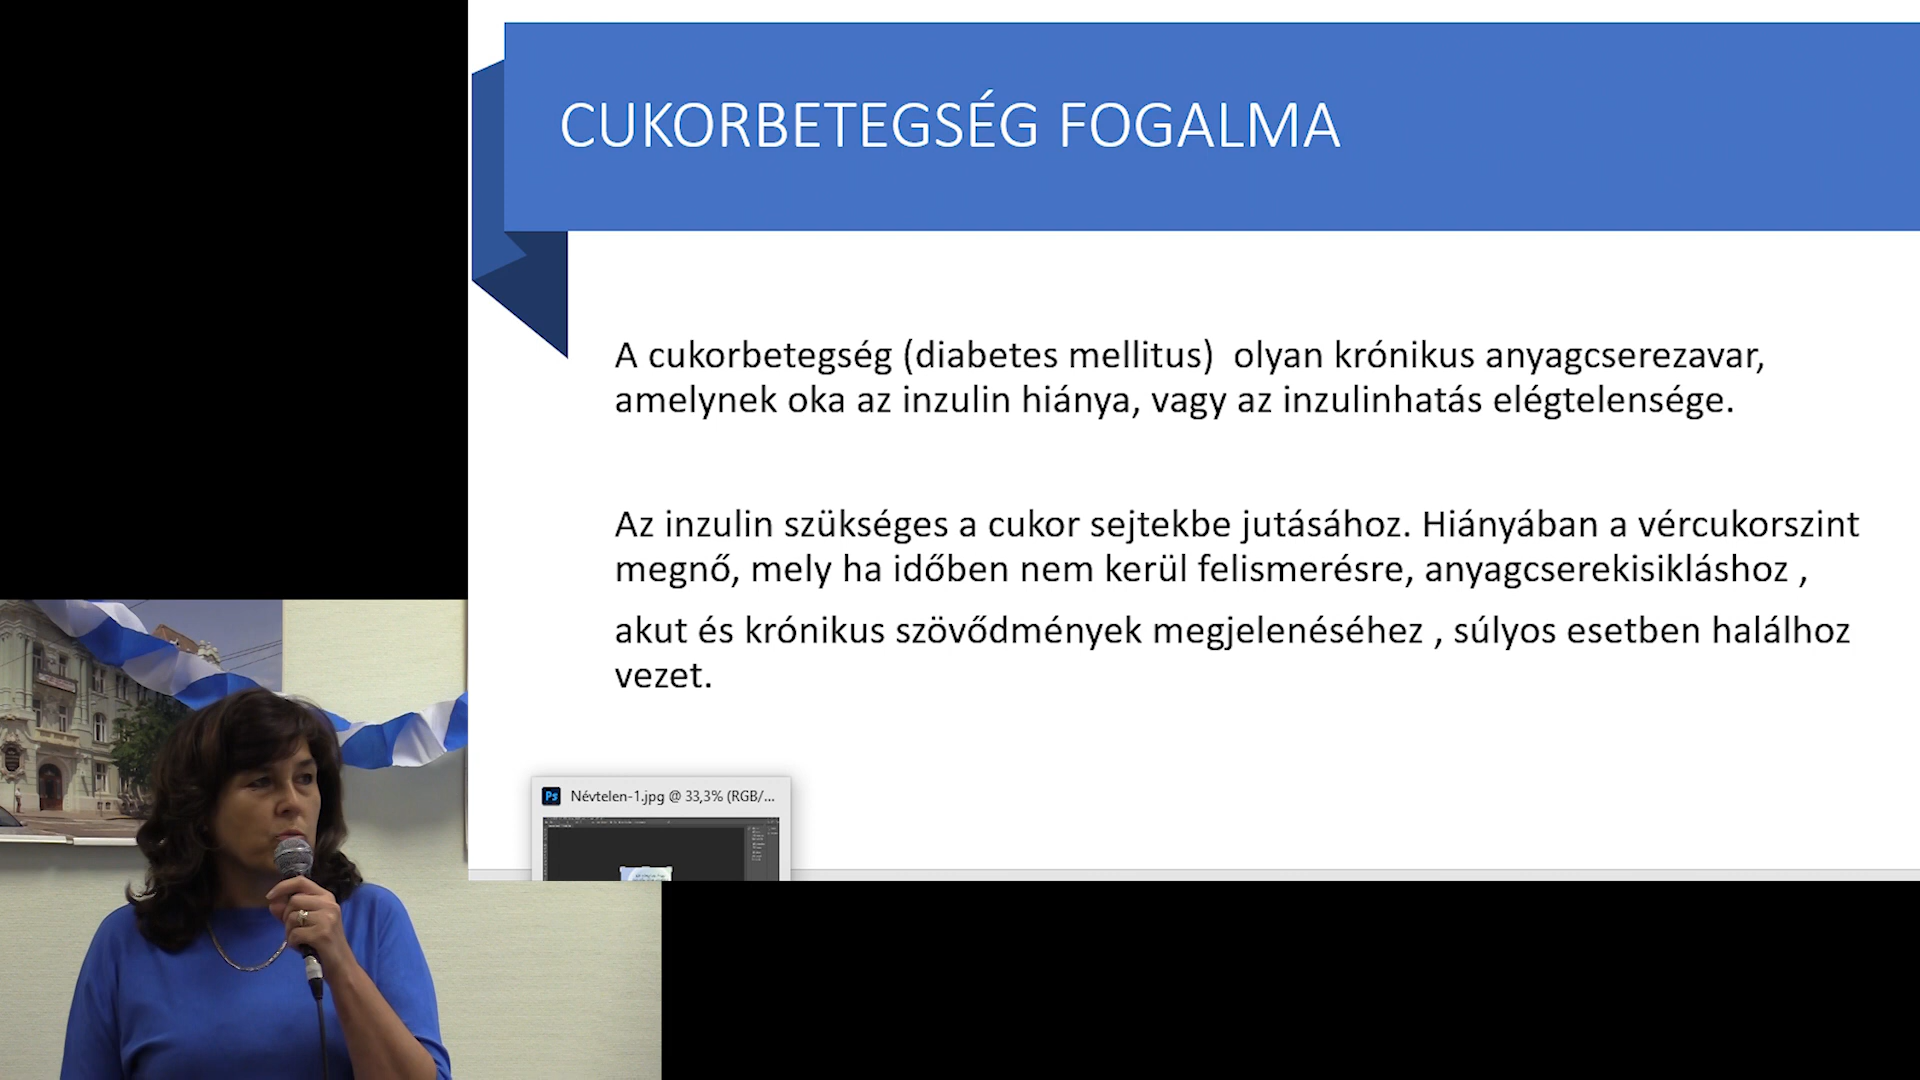 CUKORBETEGSÉG FOGALMA
A cukorbetegség (diabetes mellitus)  olyan krónikus anyagcserezavar,
amelynek oka az inzulin hiánya, vagy az inzulinhatás elégtelensége.
Az inzulin szükséges a cukor sejtekbe jutásához. Hiányában a vércukorszint
megnő, mely ha időben nem kerül felismerésre, anyagcserekisikláshoz ,
akut és krónikus szövődmények megjelenéséhez , súlyos esetben halálhoz
vezet.
Ps Névtelen-1.jpg @ 33,3% (RGB/...